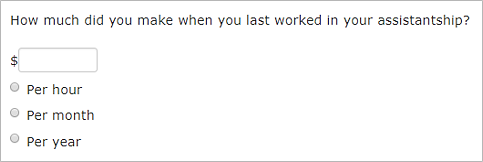 How much did you make when you last worked in your assistantship?
$
Per hour
Per month
Per year